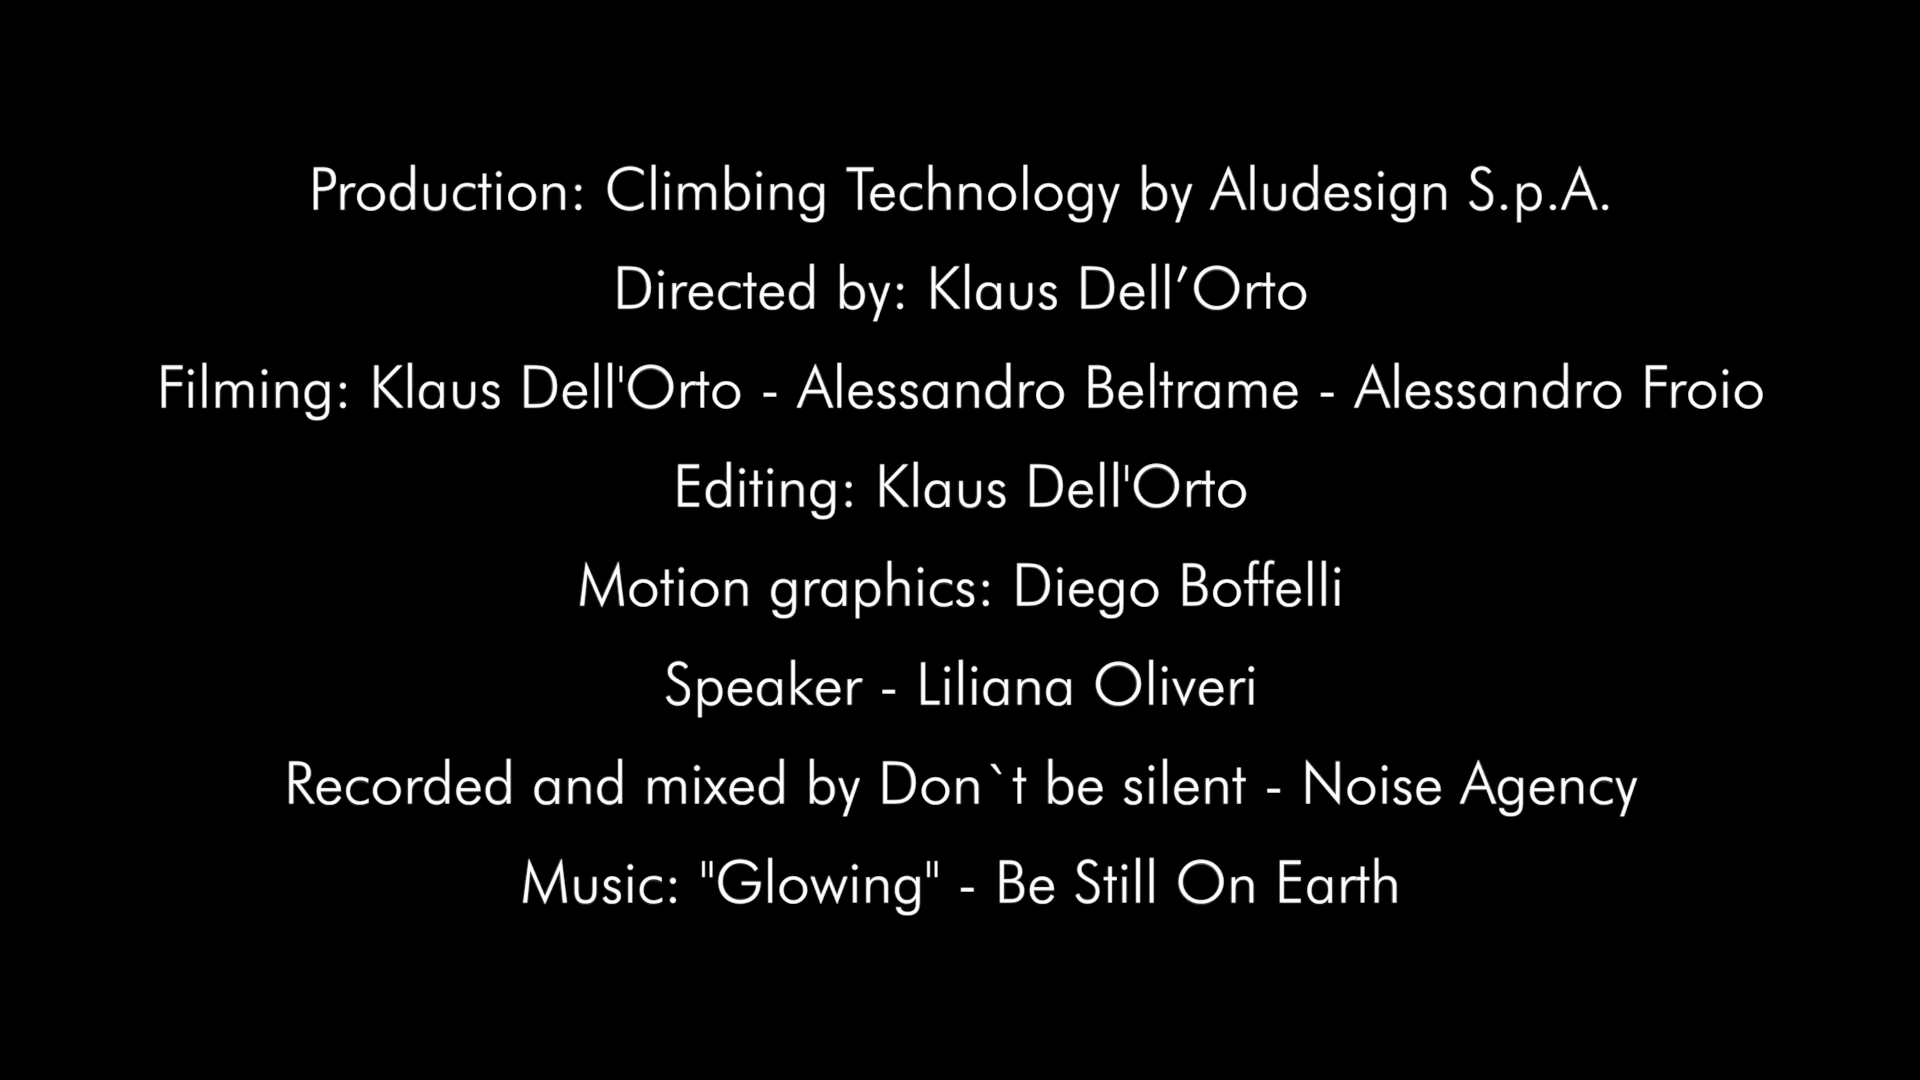 Production: Climbing Technology by Aludesign S.p.A.
Directed by: Klaus Dell’Orto
Filming: Klaus Dell'Orto - Alessandro Beltrame - Alessandro Froio
Editing: Klaus Dell'Orto
Motion graphics: Diego Boffelli
Speaker - Liliana Oliveri
Recorded and mixed by Don`t be silent - Noise Agency
Music: "Glowing" - Be Still On Earth